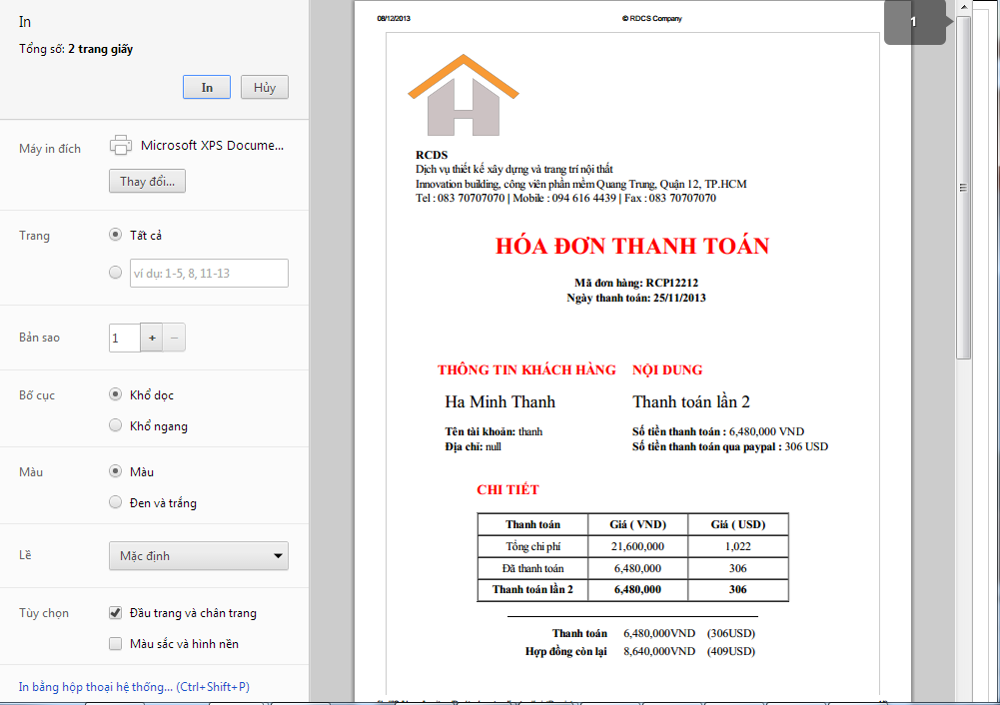 In
Tổng số: 2 trang giấy
In Hủy
Máy in đích Microsoft XPS Docume...
Thay đổi...
Trang Tất cả
ví dụ: 1-5, 8, 11-13
Bản sao 1 + −
Bố cục Khổ dọc
Khổ ngang
Màu Màu
Đen và trắng
Lề Mặc định
Tùy chọn Đầu trang và chân trang
Màu sắc và hình nền
In bằng hộp thoại hệ thống... (Ctrl+Shift+P)
08/12/2013 © RDCS Company
1
RCDS
Dịch vụ thiết kế xây dựng và trang trí nội thất
Innovation building, công viên phần mềm Quang Trung, Quận 12, TP.HCM
Tel : 083 70707070 | Mobile : 094 616 4439 | Fax : 083 70707070
HÓA ĐƠN THANH TOÁN
Mã đơn hàng: RCP12212
Ngày thanh toán: 25/11/2013
THÔNG TIN KHÁCH HÀNG NỘI DUNG
Ha Minh Thanh Thanh toán lần 2
Tên tài khoản: thanh Số tiền thanh toán : 6,480,000 VND
Địa chỉ: null Số tiền thanh toán qua paypal : 306 USD
CHI TIẾT
Thanh toán Giá ( VND) Giá ( USD)
Tổng chi phí 21,600,000 1,022
Đã thanh toán 6,480,000 306
Thanh toán lần 2 6,480,000 306
Thanh toán 6,480,000VND (306USD)
Hợp đồng còn lại 8,640,000VND (409USD)